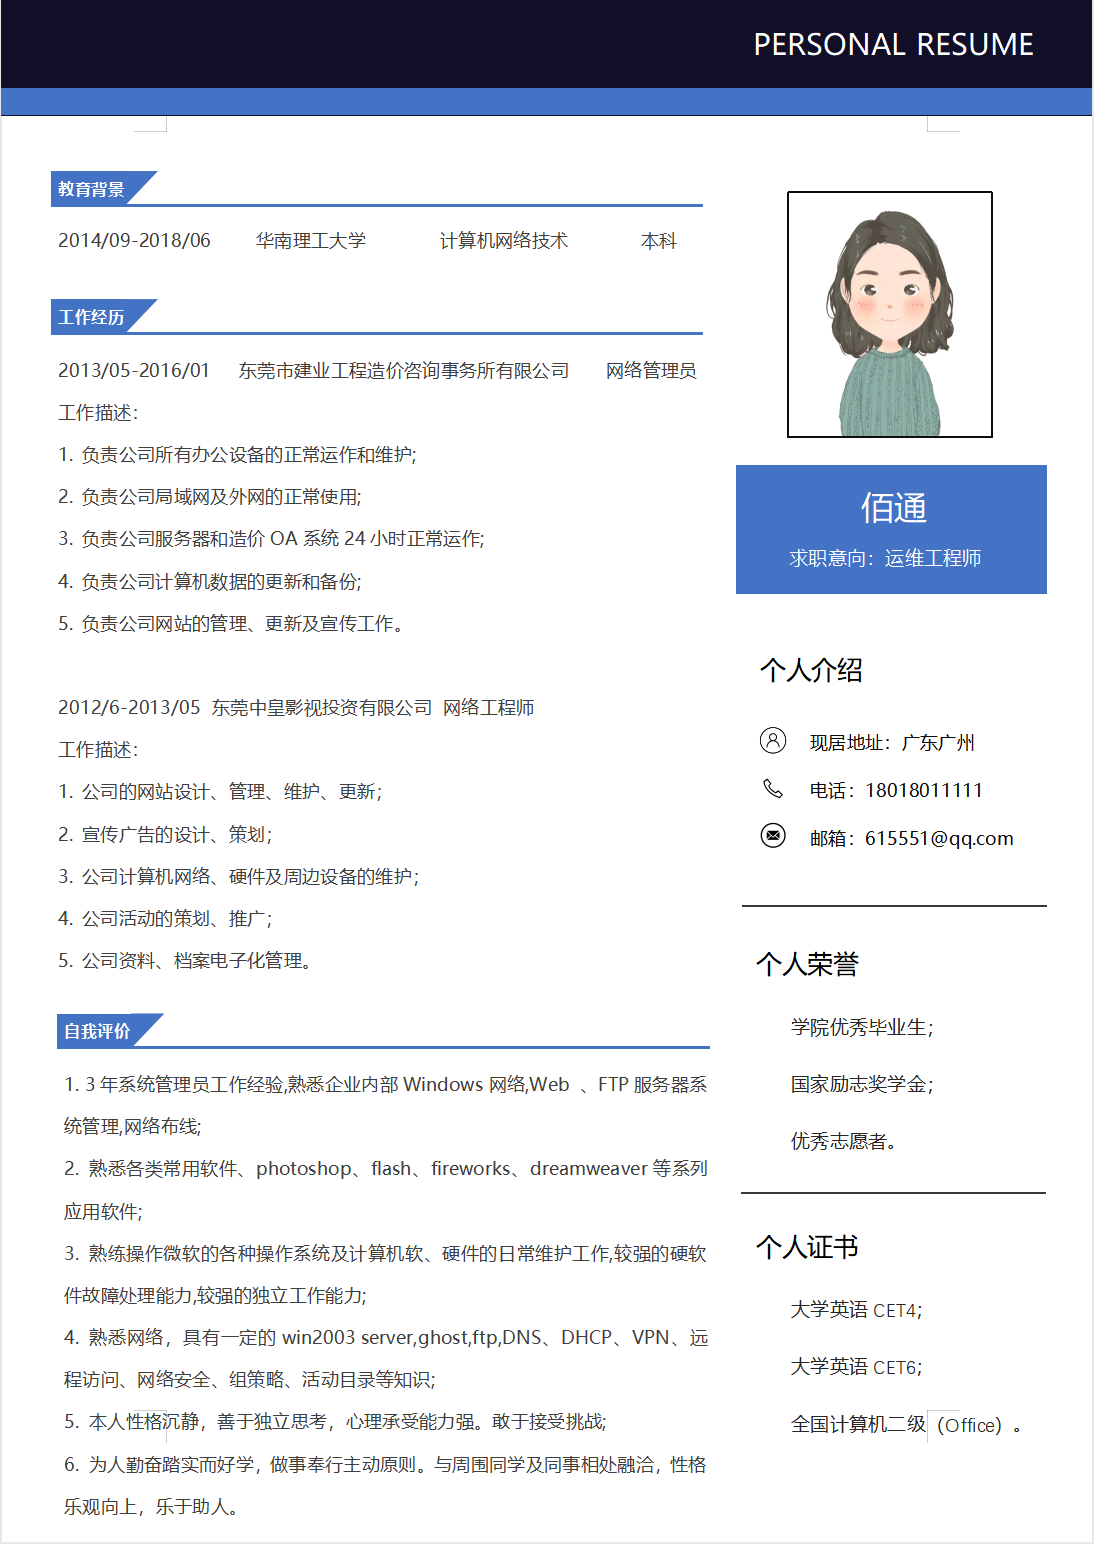 PERSONAL RESUME
教育背景
2014/09-2018/06 华南理工大学 计算机网络技术 本科
工作经历
2013/05-2016/01 东莞市建业工程造价咨询事务所有限公司 网络管理员
工作描述：
1. 负责公司所有办公设备的正常运作和维护;
2. 负责公司局域网及外网的正常使用;
3. 负责公司服务器和造价 OA 系统 24 小时正常运作;
4. 负责公司计算机数据的更新和备份;
5. 负责公司网站的管理、更新及宣传工作。
2012/6-2013/05 东莞中皇影视投资有限公司 网络工程师
工作描述：
1. 公司的网站设计、管理、维护、更新；
2. 宣传广告的设计、策划；
3. 公司计算机网络、硬件及周边设备的维护；
4. 公司活动的策划、推广；
5. 公司资料、档案电子化管理。
自我评价
1. 3 年系统管理员工作经验,熟悉企业内部 Windows 网络,Web 、FTP 服务器系
统管理,网络布线;
2. 熟悉各类常用软件、photoshop、flash、fireworks、dreamweaver 等系列
应用软件;
3. 熟练操作微软的各种操作系统及计算机软、硬件的日常维护工作,较强的硬软
件故障处理能力,较强的独立工作能力;
4. 熟悉网络，具有一定的 win2003 server,ghost,ftp,DNS、DHCP、VPN、远
程访问、网络安全、组策略、活动目录等知识;
5. 本人性格沉静，善于独立思考，心理承受能力强。敢于接受挑战;
6. 为人勤奋踏实而好学，做事奉行主动原则。与周围同学及同事相处融洽，性格
乐观向上，乐于助人。
佰通
求职意向：运维工程师
个人介绍
现居地址：广东广州
电话：18018011111
邮箱：615551@qq.com
个人荣誉
学院优秀毕业生；
国家励志奖学金；
优秀志愿者。
个人证书
大学英语 CET4；
大学英语 CET6；
全国计算机二级（Office）。